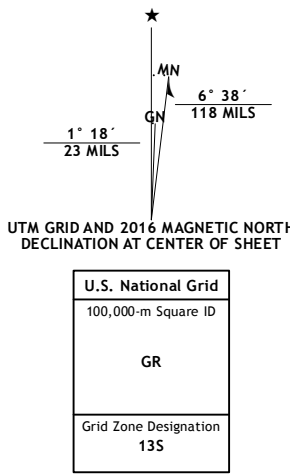 ★
MN
GN
6° 38´
118 MILS
1° 18´
23 MILS
UTM GRID AND 2016 MAGNETIC NORTH
DECLINATION AT CENTER OF SHEET
U.S. National Grid
100,000-m Square ID
GR
Grid Zone Designation
13S